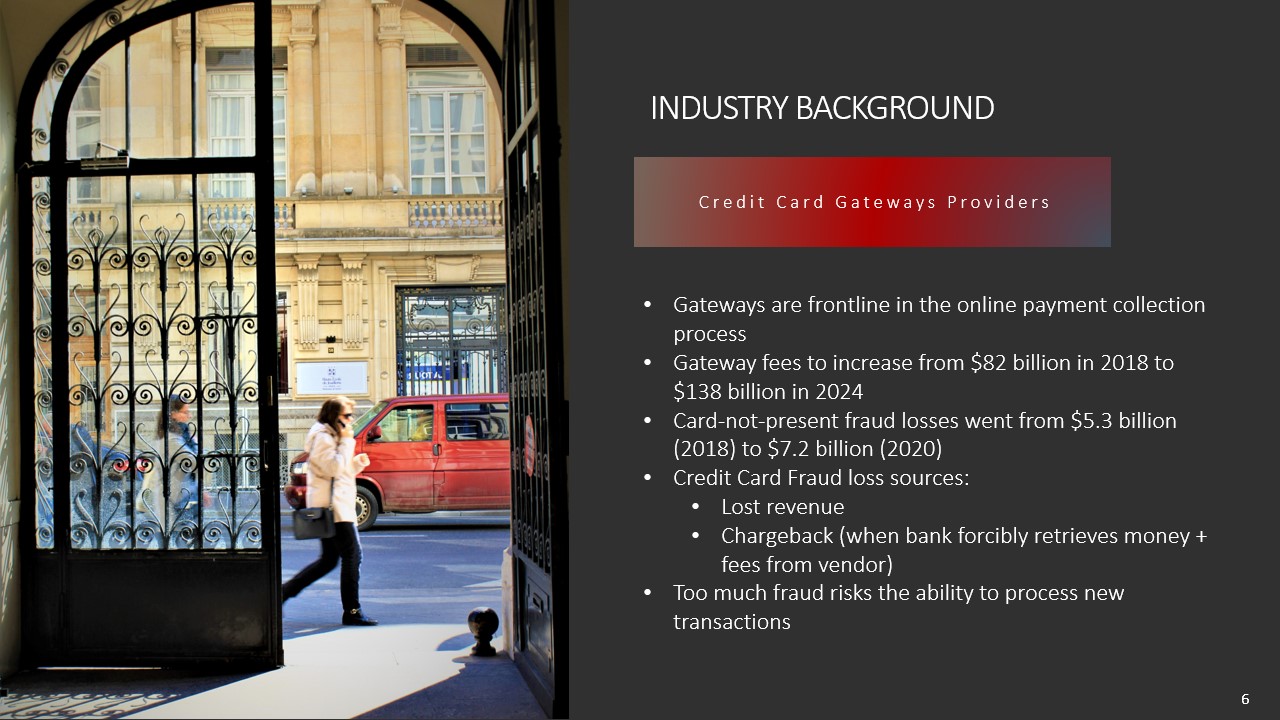 INDUSTRY BACKGROUND
Credit Card Gateways Providers
• Gateways are frontline in the online payment collection
process
• Gateway fees to increase from $82 billion in 2018 to
$138 billion in 2024
• Card-not-present fraud losses went from $5.3 billion
(2018) to $7.2 billion (2020)
• Credit Card Fraud loss sources:
• Lost revenue
• Chargeback (when bank forcibly retrieves money +
fees from vendor)
• Too much fraud risks the ability to process new
transactions
6